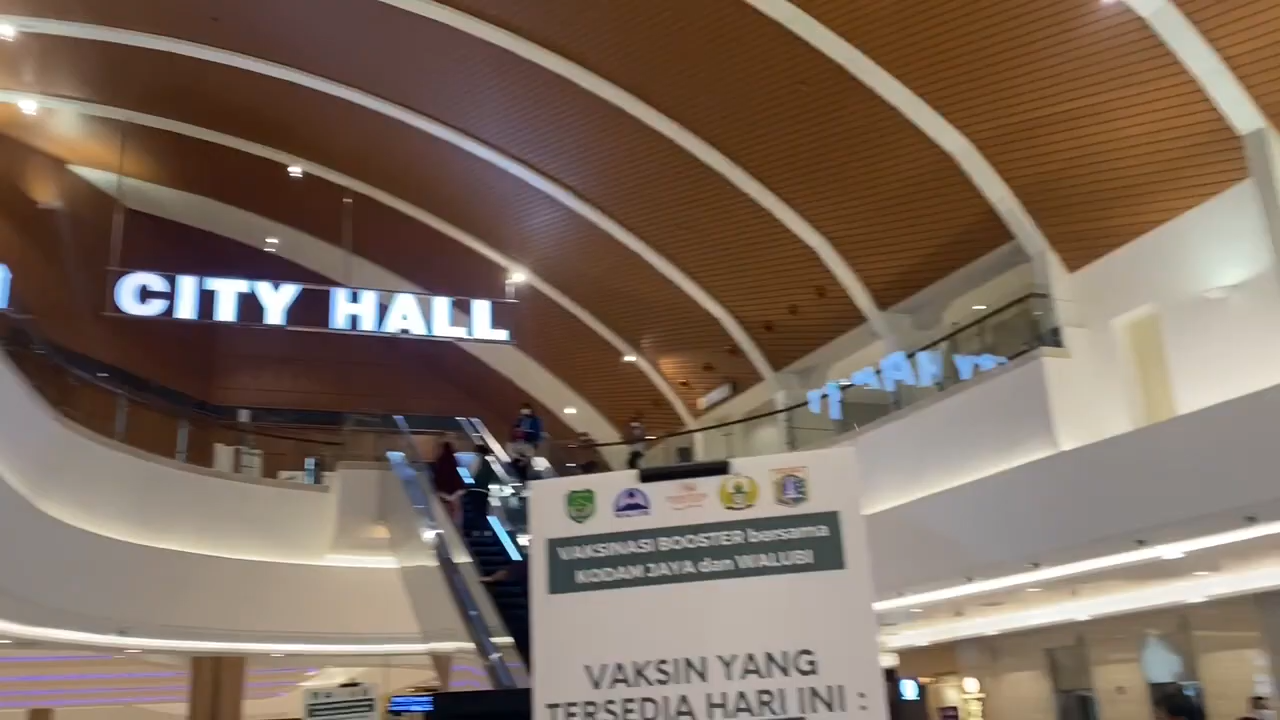 CITY HALL
VAKSINASI BOOSTER bersama
KODAM JAYA dan WALUBI
VAKSIN YANG
TERSEDIA HARI INI :